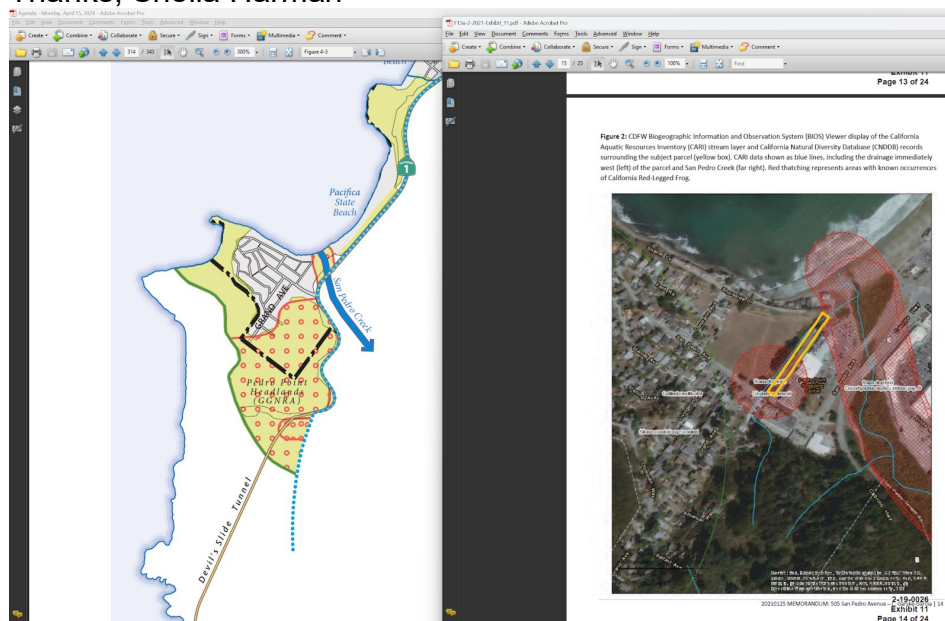 Thanks, Sheila Harman
Agenda - Monday, April 15, 2024 - Adobe Acrobat Pro
File Edit View Document Comments Forms Tools Advanced Window Help
Create Combine Collaborate Secure Sign Forms Multimedia Comment
314 / 343 300% Figure 4-3
Beach
1
Pacifica
State
Beach
San Pedro Creek
GRAND AVE
Pedro Point
Headlands
(GGNRA)
Devil's Slide Tunnel
F13a-2-2021-Exhibit_11.pdf - Adobe Acrobat Pro
File Edit View Document Comments Forms Tools Advanced Window Help
Create Combine Collaborate Secure Sign Forms Multimedia Comment
15 / 25 100% Find
Exhibit 11
Page 13 of 24
Figure 2: CDFW Biogeographic Information and Observation System (BIOS) Viewer display of the California
Aquatic Resources Inventory (CARI) stream layer and California Natural Diversity Database (CNDDB) records
surrounding the subject parcel (yellow box). CARI data shown as blue lines, including the drainage immediately
west (left) of the parcel and San Pedro Creek (far right). Red thatching represents areas with known occurrences
of California Red-Legged Frog.
2-19-0026
20210125 MEMORANDUM: 505 San Pedro Avenue – L. Garske-Garcia | 14
Exhibit 11
Page 14 of 24